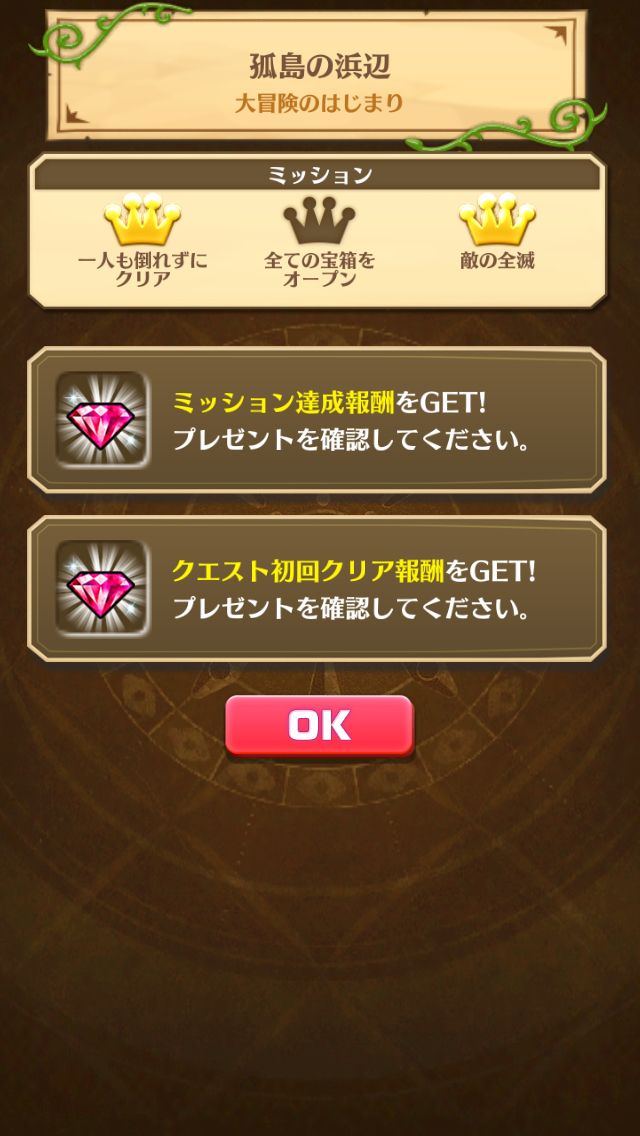 孤島の浜辺
大冒険のはじまり
ミッション
一人も倒れずに
クリア
全ての宝箱を
オープン
敵の全滅
ミッション達成報酬をGET!
プレゼントを確認してください。
クエスト初回クリア報酬をGET!
プレゼントを確認してください。
OK